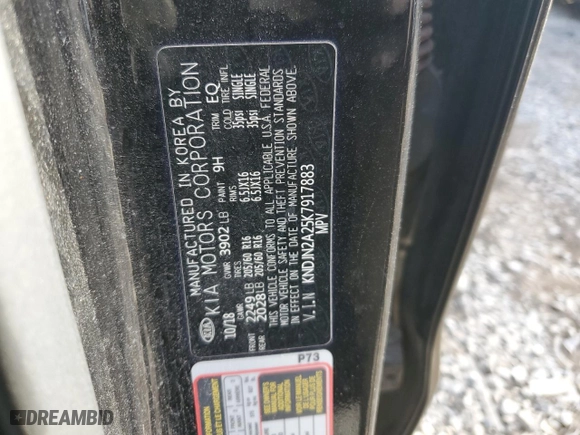 MANUFACTURED IN KOREA BY
KIA KIA MOTORS CORPORATION
10/18 GVWR 3902 LB PAINT 9H TRIM EQ
GAWR TIRES RIMS COLD TIRE INFL.
FRONT 2249 LB 205/60 R16 6.5JX16 35psi SINGLE
REAR 2028LB 205/60 R16 6.5JX16 35psi SINGLE
THIS VEHICLE CONFORMS TO ALL APPLICABLE U.S.A. FEDERAL
MOTOR VEHICLE SAFETY AND THEFT PREVENTION STANDARDS
IN EFFECT ON THE DATE OF MANUFACTURE SHOWN ABOVE.
V.I.N KNDJN2A25K7917883
MPV
P73
DREAMBID